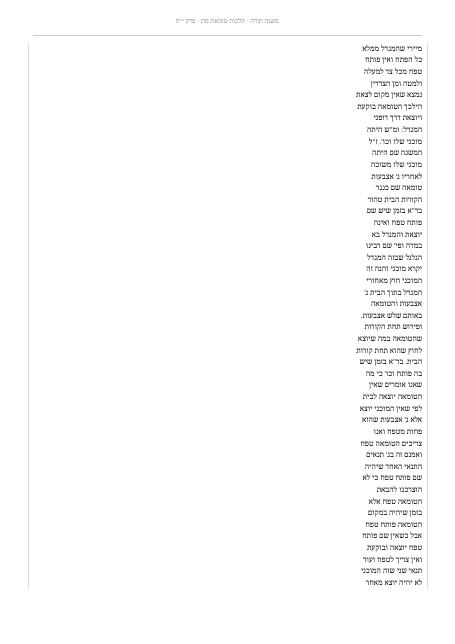 משנה תורה · הלכות טומאת מת · פרק י״ח
מיירי שהמגדל ממלא
כל הפתח ואין פותח
טפח מכל צד למעלה
ולמטה ומן הצדדין
נמצא שאין מקום לצאת
הילכך הטומאה בוקעת
ויוצאת דרך דופני
המגדל: ומ״ש היתה
מוכני שלו וכו׳. ז״ל
המשנה שם היתה
מוכני שלו משוכה
לאחריו ג׳ אצבעות
טומאה שם כנגד
הקורות הבית טהור
בד״א בזמן שיש שם
פותח טפח ואינה
יוצאת והמגדל בא
במדה ופי׳ שם רבינו
הגלגל שבזה המגדל
יקרא מוכני והנה זה
המוכני חוץ מאחורי
המגדל בתוך הבית ג׳
אצבעות והטומאה
באותם שלש אצבעות.
ופירוש תחת הקורות
שהטומאה במה שיוצא
לחוץ שהוא תחת קורות
הבית. בד״א בזמן שיש
בה פותח וכו׳ כי מה
שאנו אומרים שאין
הטומאה יוצאה לבית
לפי שאין המוכני יוצא
אלא ג׳ אצבעות שהוא
פחות מטפח ואנו
צריכים הטומאה טפח
ואמנם זה בב׳ תנאים
התנאי האחד שיהיה
שם פותח טפח כי לא
הוצרכנו להבאת
הטומאה טפח אלא
בזמן שיהיה במקום
הטומאה פותח טפח
אבל כשאין שם פותח
טפח יוצאה ובוקעת
ואין צריך לטפח ועוד
תנאי שני שזה המוכני
לא יהיה יוצא מאחר